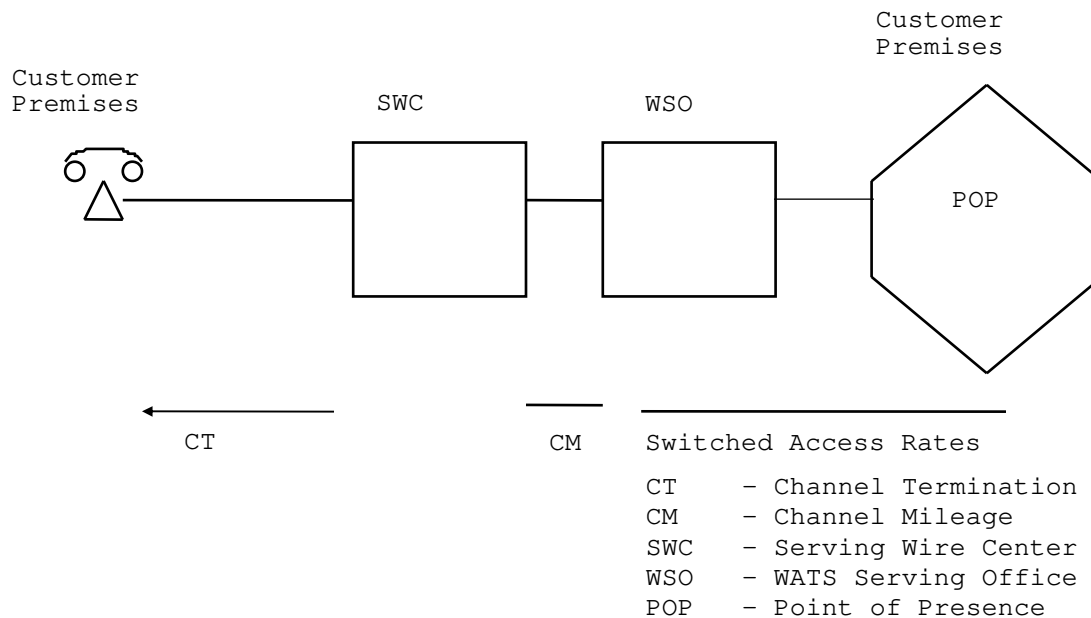 Customer
Premises
Customer
Premises
SWC
WSO
POP
CT
CM
Switched Access Rates
CT – Channel Termination
CM – Channel Mileage
SWC – Serving Wire Center
WSO – WATS Serving Office
POP – Point of Presence